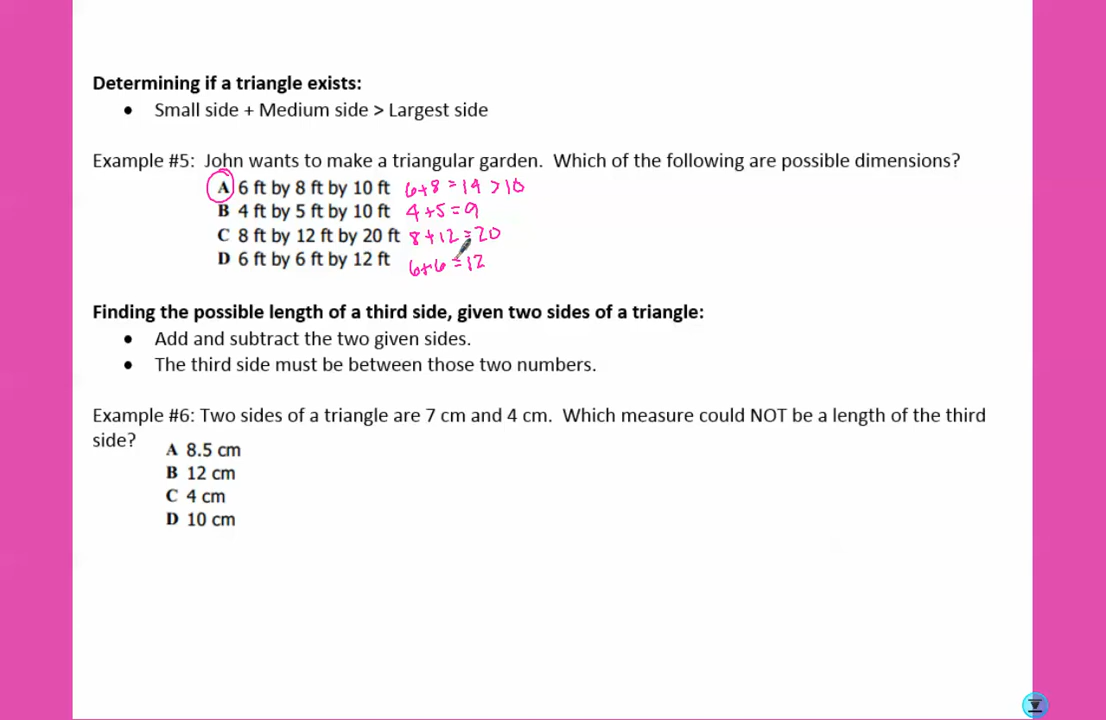 Determining if a triangle exists:
• Small side + Medium side > Largest side
Example #5: John wants to make a triangular garden. Which of the following are possible dimensions?
A 6 ft by 8 ft by 10 ft 6+8=14 >10
B 4 ft by 5 ft by 10 ft 4+5=9
C 8 ft by 12 ft by 20 ft 8+12=20
D 6 ft by 6 ft by 12 ft 6+6=12
Finding the possible length of a third side, given two sides of a triangle:
• Add and subtract the two given sides.
• The third side must be between those two numbers.
Example #6: Two sides of a triangle are 7 cm and 4 cm. Which measure could NOT be a length of the third
side?
A 8.5 cm
B 12 cm
C 4 cm
D 10 cm